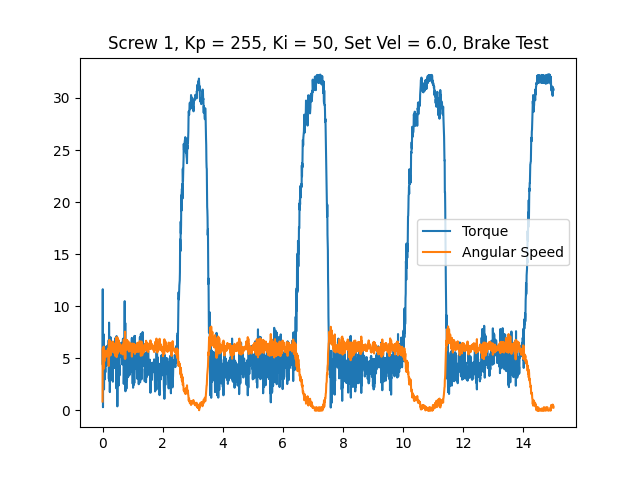 Screw 1, Kp = 255, Ki = 50, Set Vel = 6.0, Brake Test
30
25
20
15
10
5
0
Torque
Angular Speed
0 2 4 6 8 10 12 14